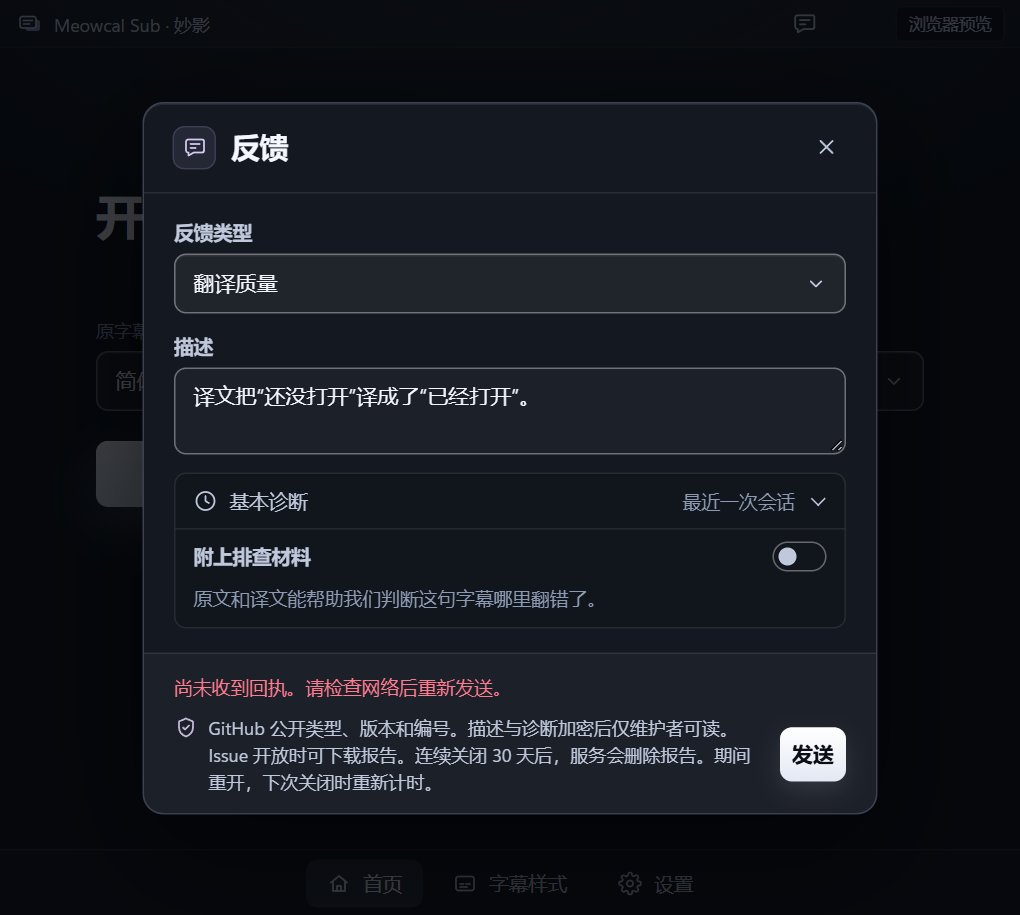 Meowcal Sub · 妙影
浏览器预览
反馈
开
反馈类型
翻译质量
原字幕
描述
简体
译文把“还没打开”译成了“已经打开”。
基本诊断
最近一次会话
附上排查材料
原文和译文能帮助我们判断这句字幕哪里翻错了。
尚未收到回执。请检查网络后重新发送。
GitHub 公开类型、版本和编号。描述与诊断加密后仅维护者可读。
Issue 开放时可下载报告。连续关闭 30 天后，服务会删除报告。期间
重开，下次关闭时重新计时。
发送
首页
字幕样式
设置